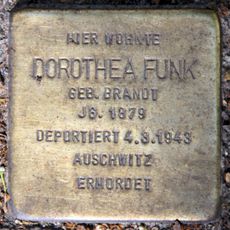 HIER WOHNTE
DOROTHEA FUNK
GEB. BRANDT
JG. 1879
DEPORTIERT 4.3.1943
AUSCHWITZ
ERMORDET